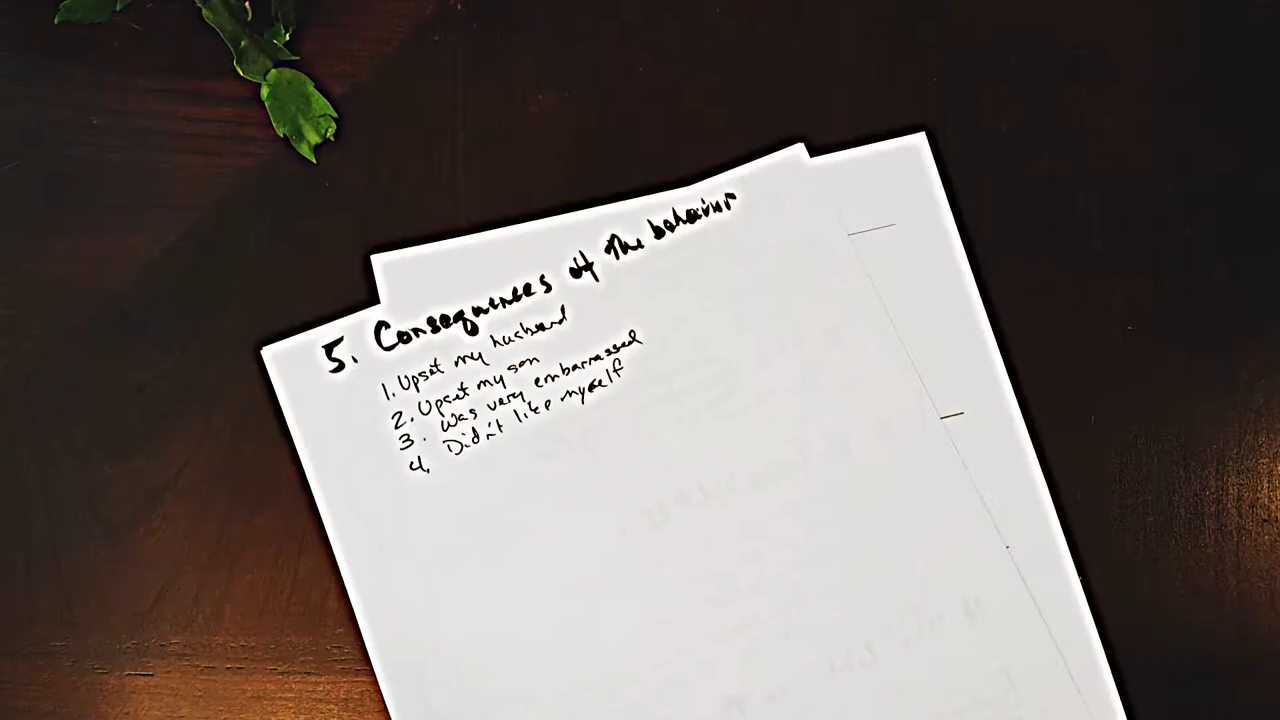 5. Consequences of the behavior
1. Upset my husband
2. Upset my son
3. Was very embarrassed
4. Didn't like myself